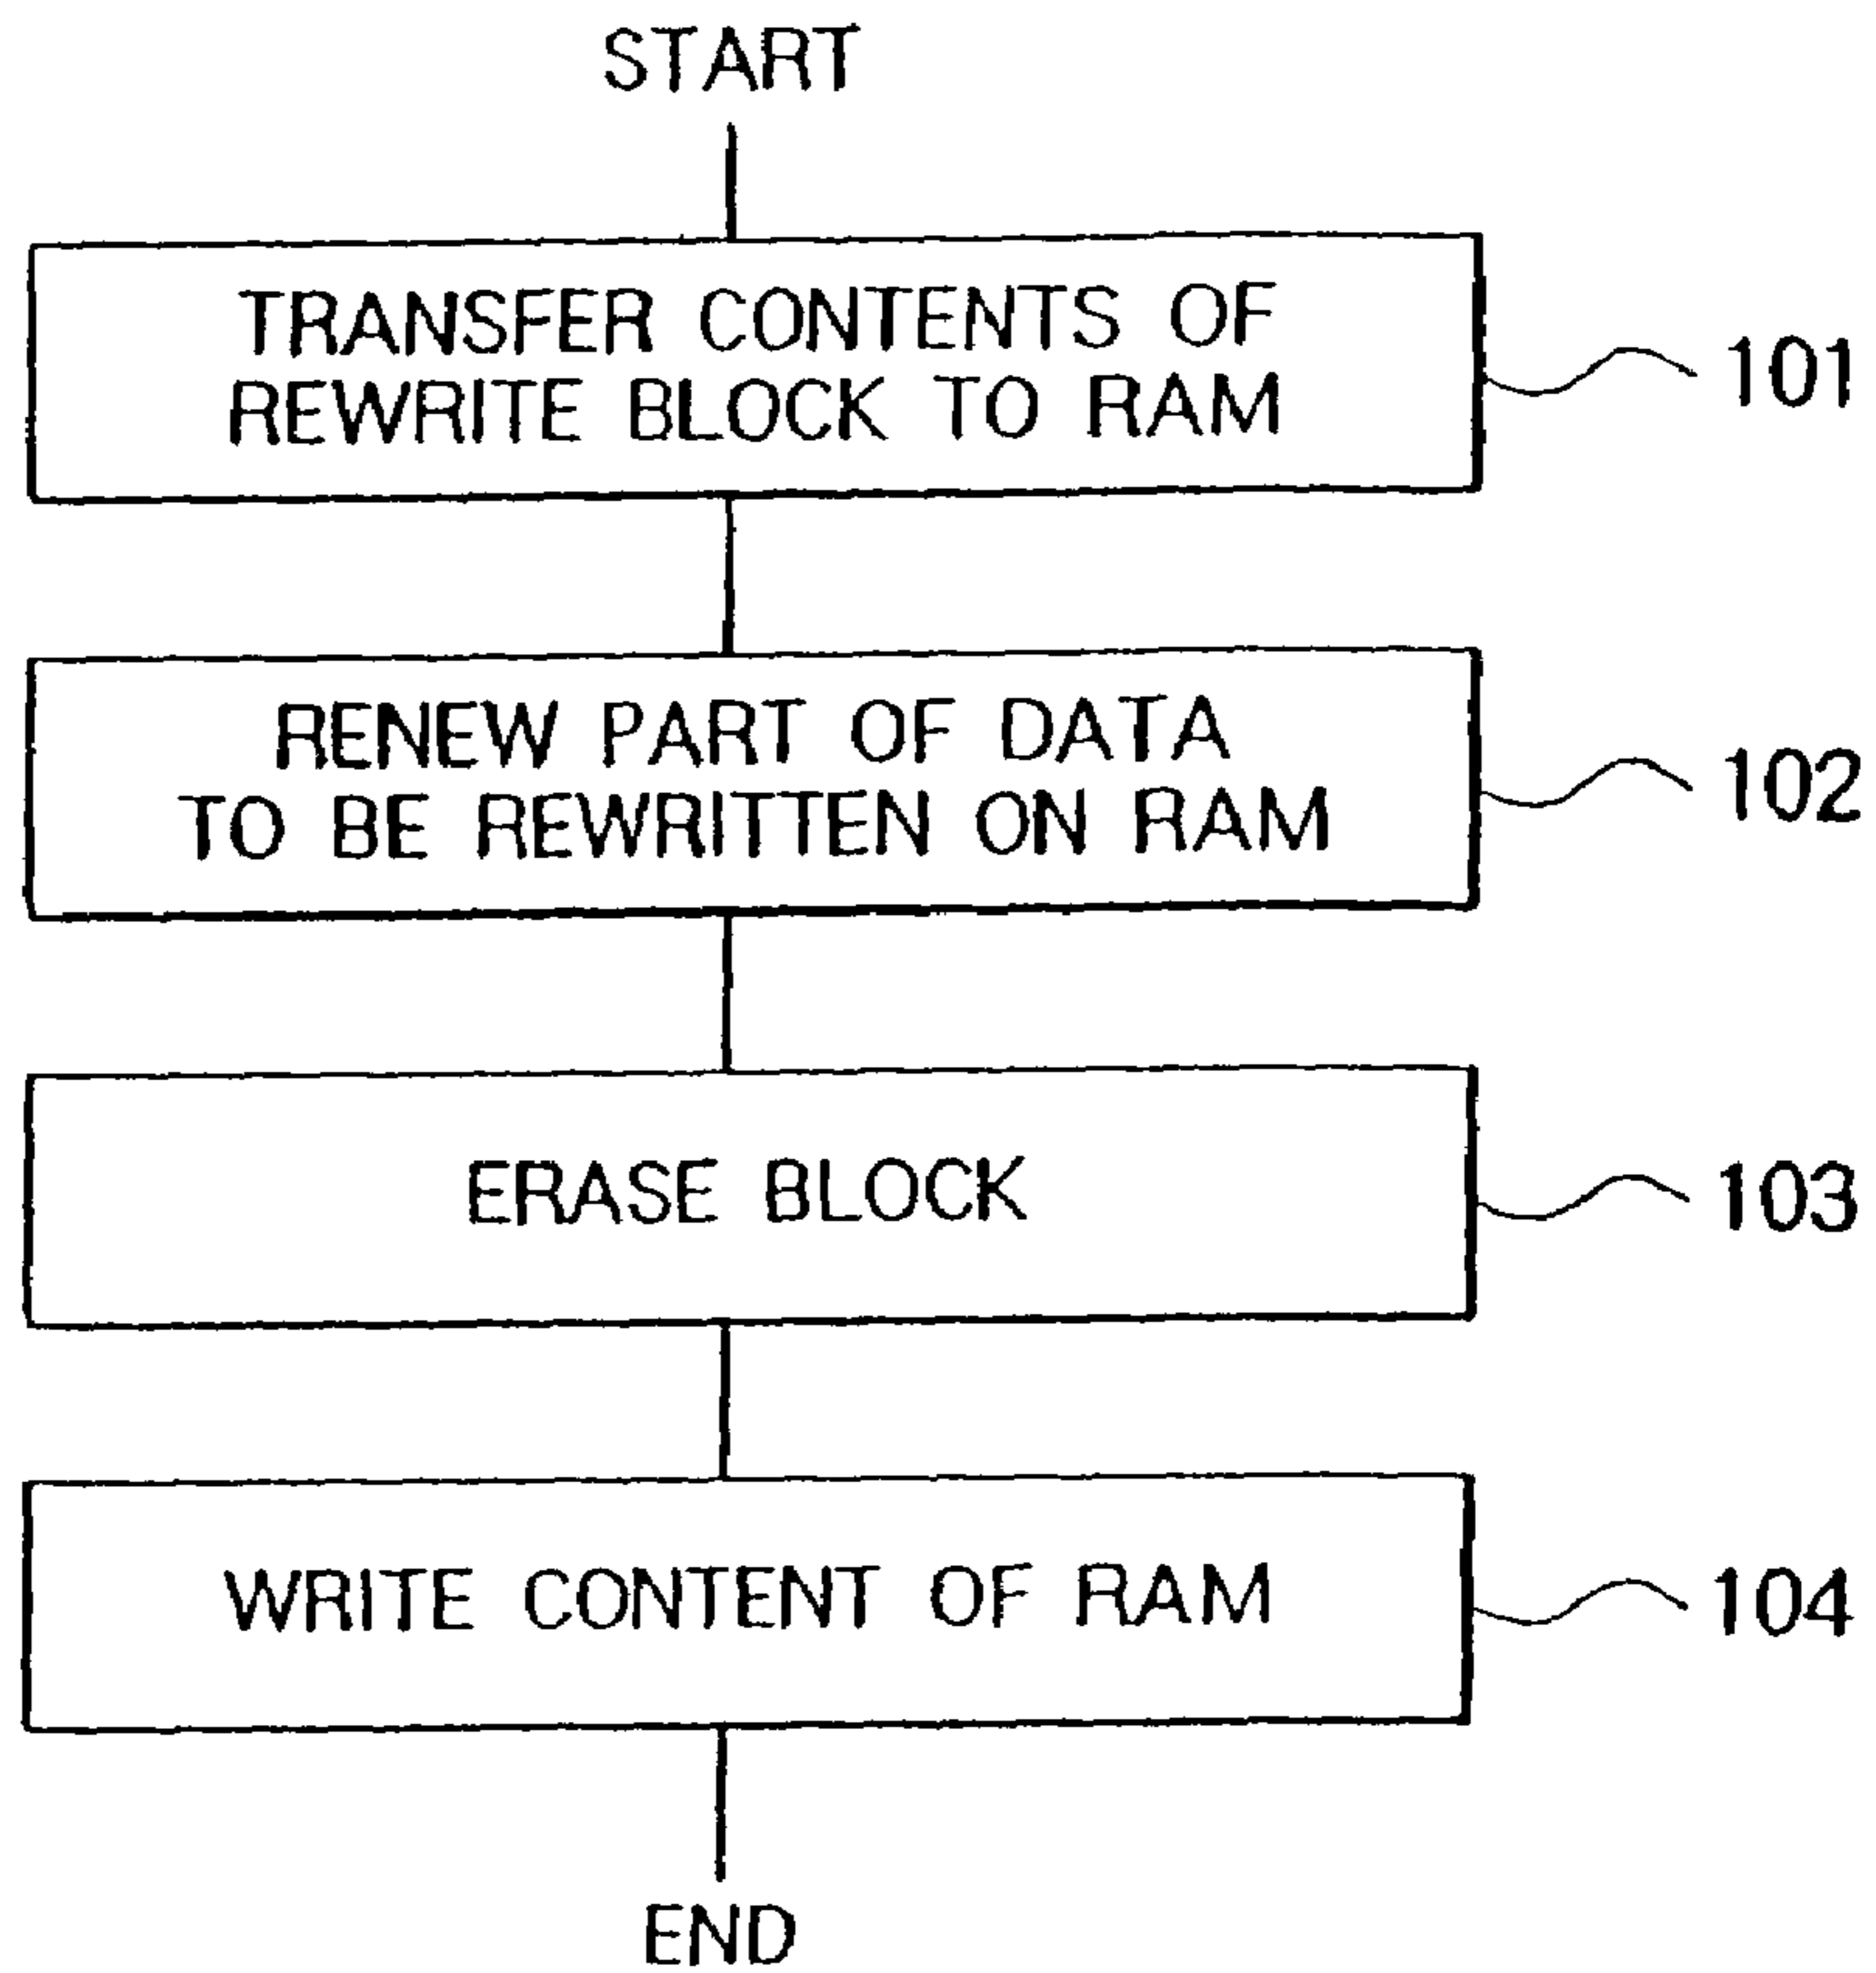 START
TRANSFER CONTENTS OF
REWRITE BLOCK TO RAM
101
RENEW PART OF DATA
TO BE REWRITTEN ON RAM
102
ERASE BLOCK
103
WRITE CONTENT OF RAM
104
END